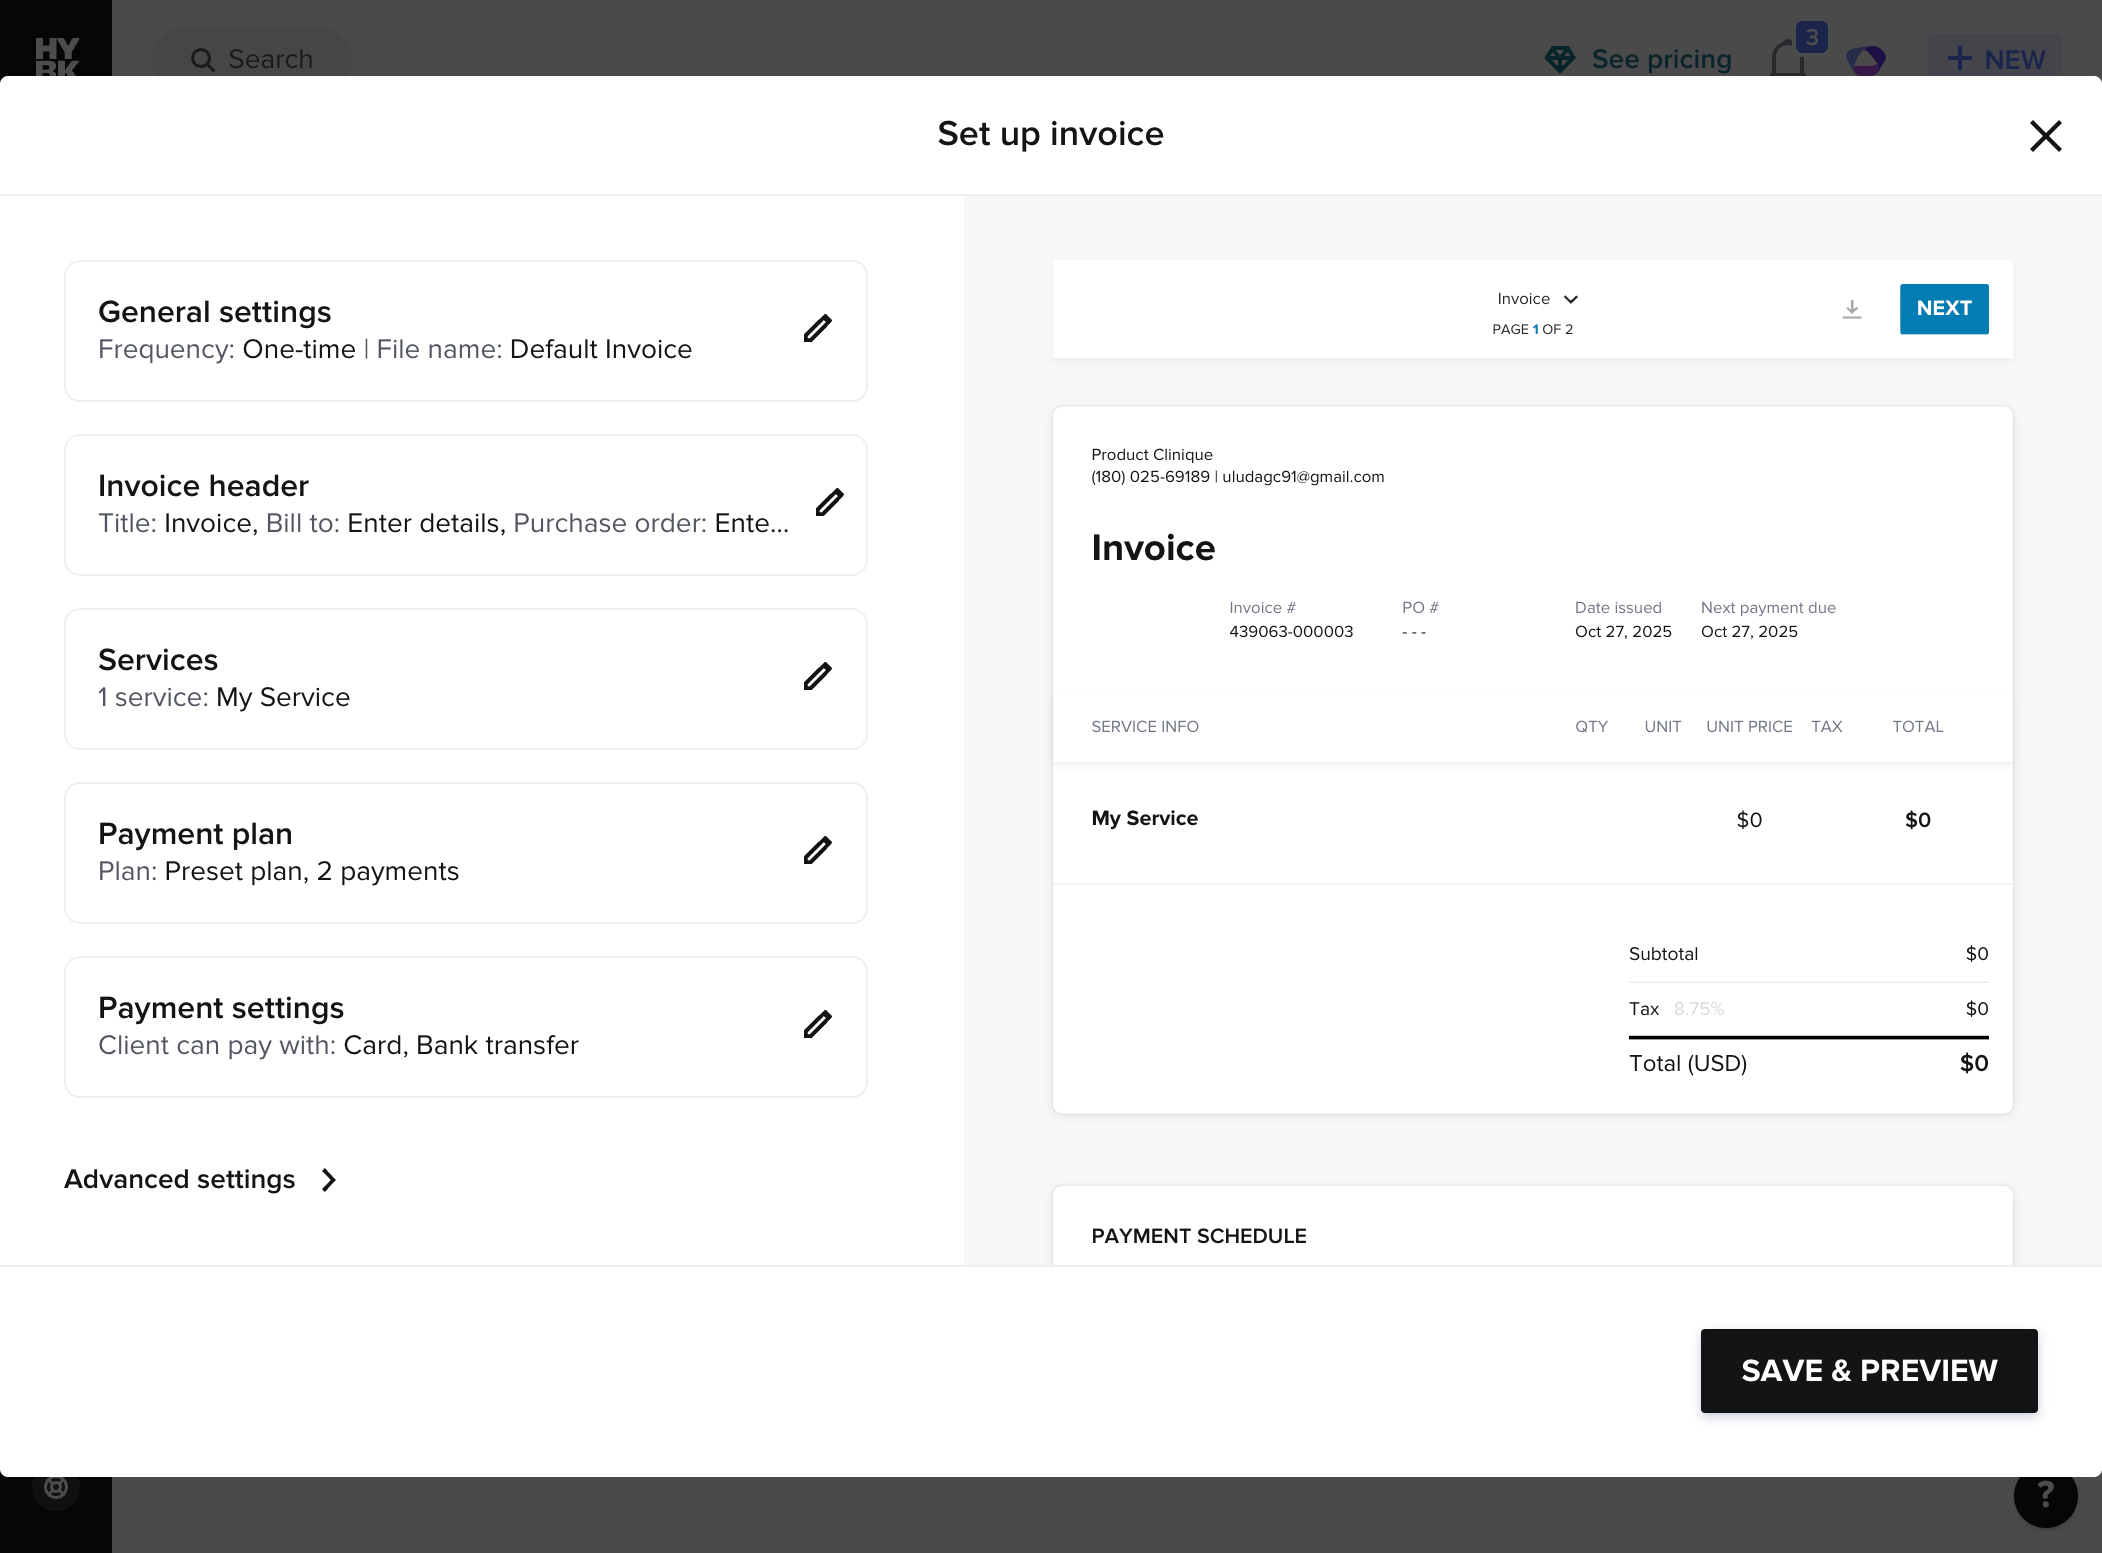 HY
BK
Search
See pricing
3
+ NEW
Set up invoice
General settings
Frequency: One-time | File name: Default Invoice
Invoice header
Title: Invoice, Bill to: Enter details, Purchase order: Ente...
Services
1 service: My Service
Payment plan
Plan: Preset plan, 2 payments
Payment settings
Client can pay with: Card, Bank transfer
Advanced settings
Invoice
PAGE 1 OF 2
NEXT
Product Clinique
(180) 025-69189 | uludagc91@gmail.com
Invoice
Invoice # PO # Date issued Next payment due
439063-000003 - - - Oct 27, 2025 Oct 27, 2025
SERVICE INFO QTY UNIT UNIT PRICE TAX TOTAL
My Service $0 $0
Subtotal $0
Tax 8.75% $0
Total (USD) $0
PAYMENT SCHEDULE
SAVE & PREVIEW
?